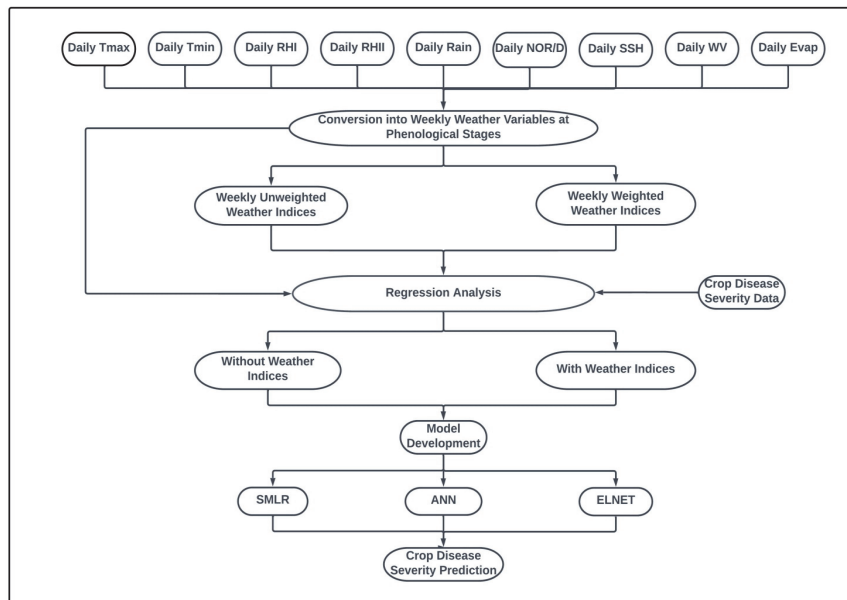 Daily Tmax
Daily Tmin
Daily RHI
Daily RHII
Daily Rain
Daily NOR/D
Daily SSH
Daily WV
Daily Evap
Conversion into Weekly Weather Variables at
Phenological Stages
Weekly Unweighted
Weather Indices
Weekly Weighted
Weather Indices
Regression Analysis
Crop Disease
Severity Data
Without Weather
Indices
With Weather Indices
Model
Development
SMLR
ANN
ELNET
Crop Disease
Severity Prediction